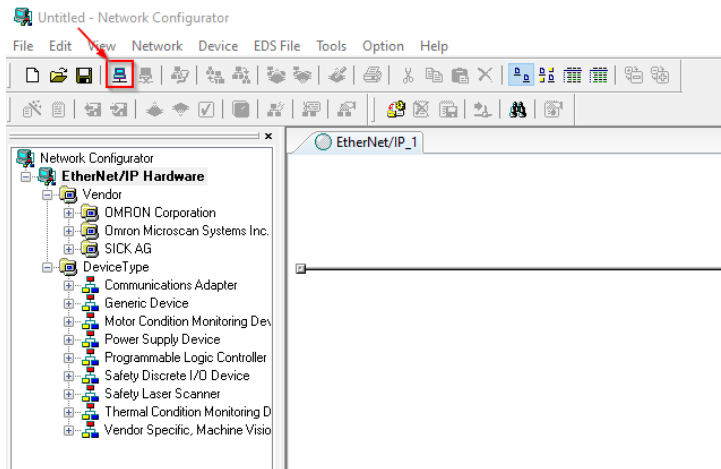 Untitled - Network Configurator
File Edit View Network Device EDS File Tools Option Help
EtherNet/IP_1
Network Configurator
EtherNet/IP Hardware
Vendor
OMRON Corporation
Omron Microscan Systems Inc.
SICK AG
DeviceType
Communications Adapter
Generic Device
Motor Condition Monitoring Dev
Power Supply Device
Programmable Logic Controller
Safety Discrete I/O Device
Safety Laser Scanner
Thermal Condition Monitoring D
Vendor Specific, Machine Visio